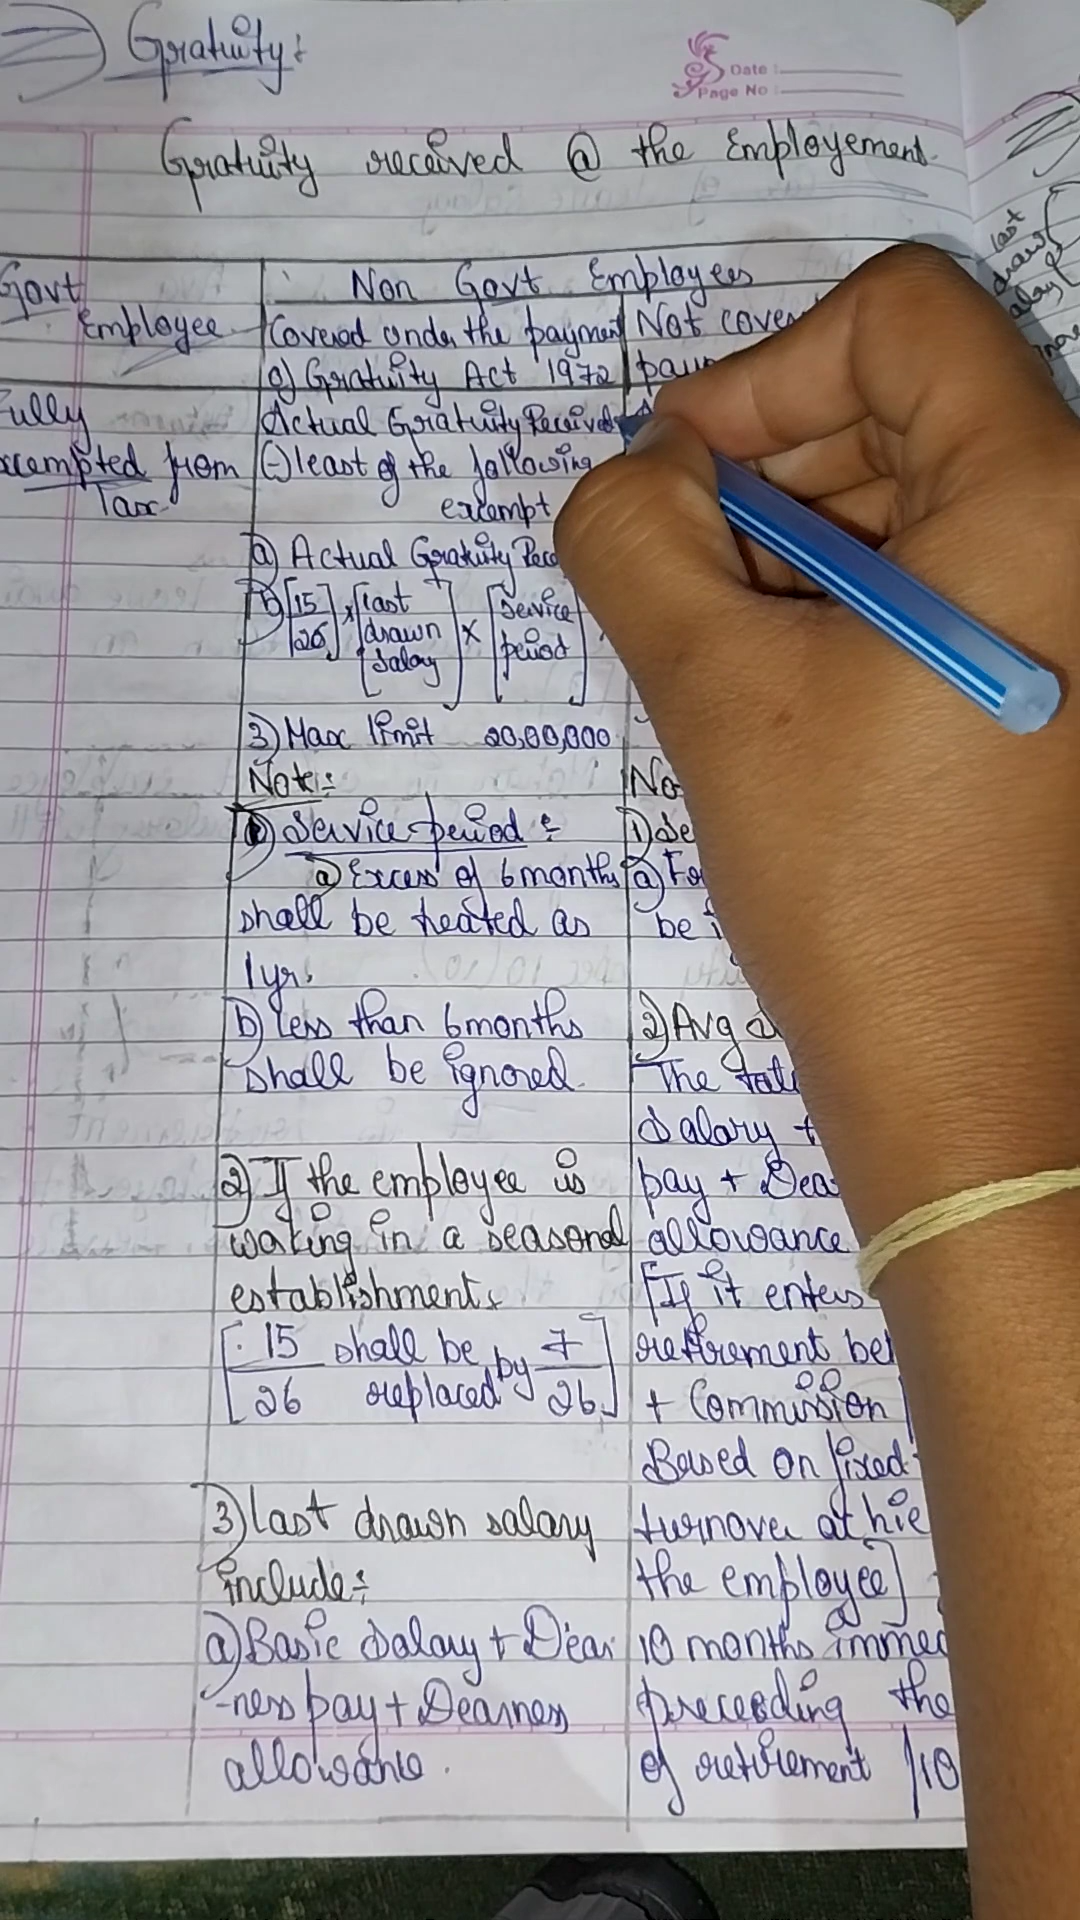 Gratuity:
Date :
Page No :
Gratuity received @ the Employement.
Govt Employee
Non Govt Employees
Covered under the payment
of Gratuity Act 1972
Not cove
pay
Fully
exempted from
Tax
Actual Gratuity Received
(-) least of the following
exempt
a) Actual Gratuity Rece
b) [15/26] x [last drawn salary] x [Service period]
3) Max limit 20,00,000
Note:
1) Service period :
a) Excess of 6 months
shall be treated as
1yr.
b) less than 6 months
shall be ignored
2) If the employee is
working in a seasonal
establishment,
[15/26 shall be replaced by 7/26]
3) last drawn salary
include:
a) Basic Salary + Dear
-ness pay + Dearness
allowance.
No
1) Se
a) Fo
be
2) Avg
The
Salary +
pay + Dea
allowance
[If it enters
retirement be
+ Commission
Based on fixed
turnover
the employee]
10 months immed
preceeding the
of retirement /10
last
drawn